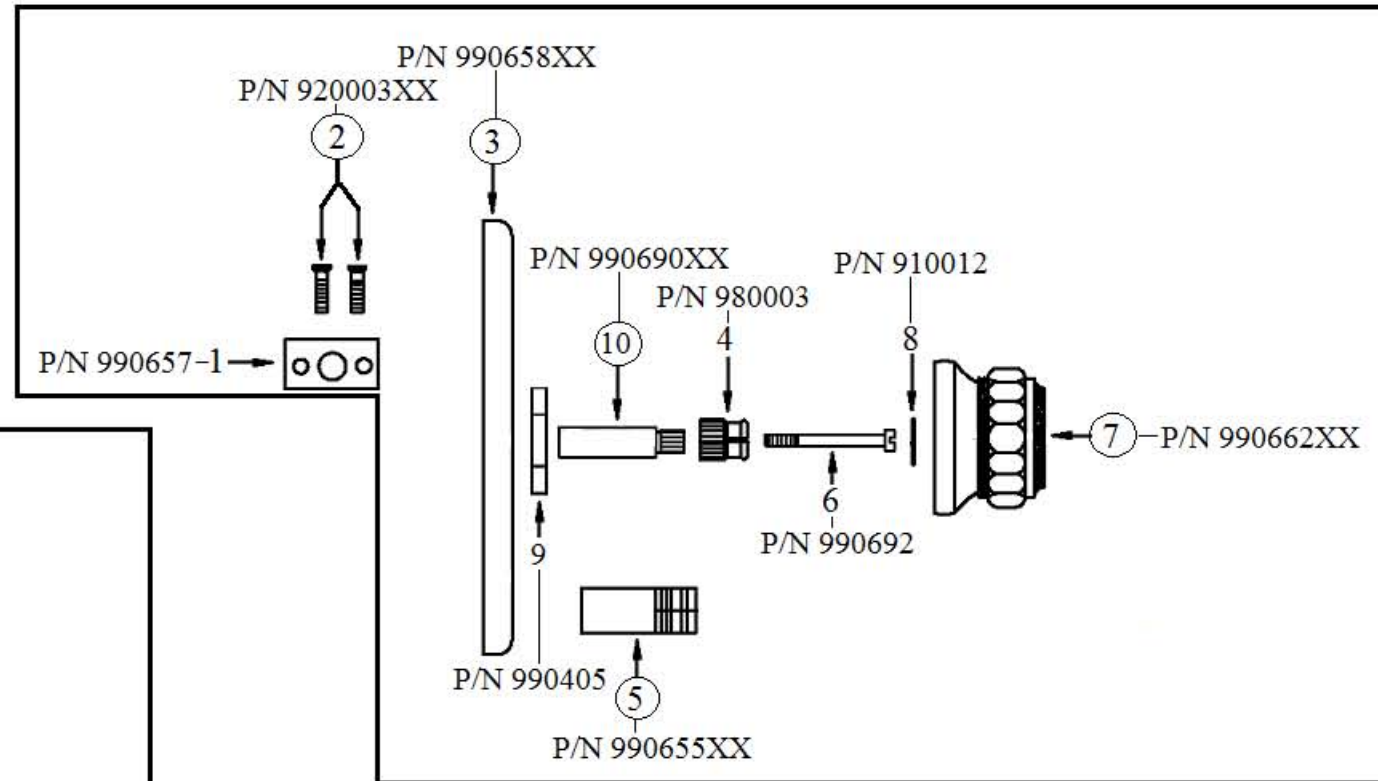 P/N 990658XX
P/N 920003XX
2
3
P/N 990690XX
P/N 910012
P/N 980003
10
4
8
P/N 990657-1
7
P/N 990662XX
6
P/N 990692
9
P/N 990405
5
P/N 990655XX